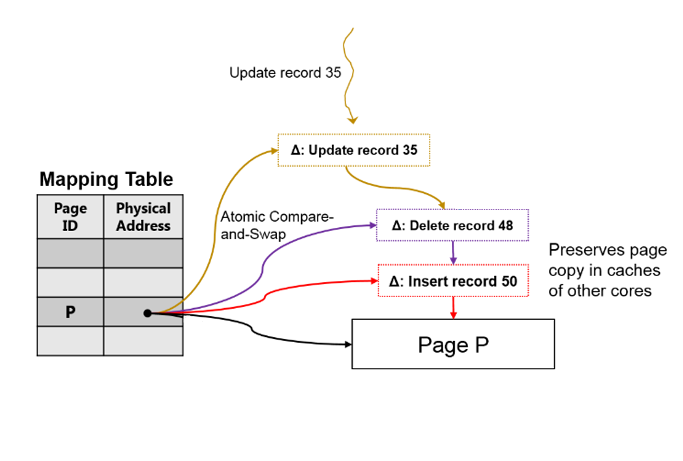 Update record 35
Δ: Update record 35
Mapping Table
Page
ID
Physical
Address
P
Atomic Compare-
and-Swap
Δ: Delete record 48
Δ: Insert record 50
Page P
Preserves page
copy in caches
of other cores